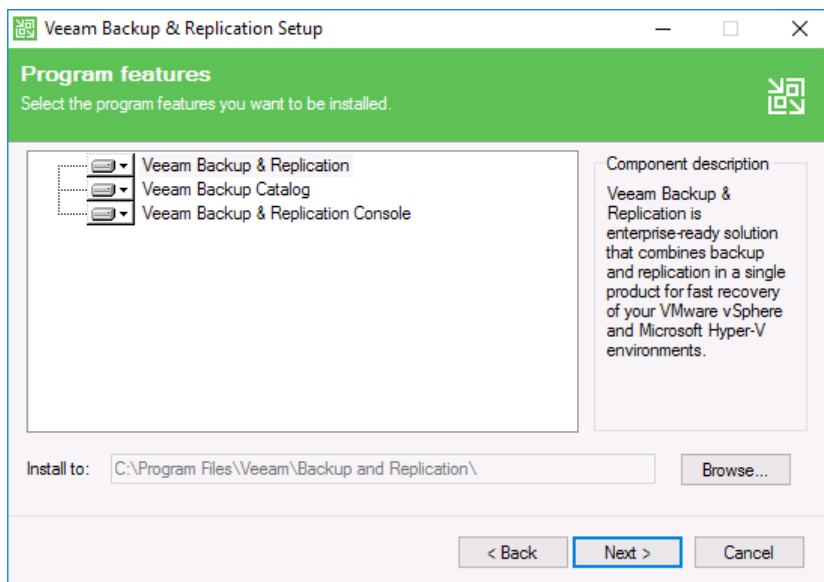 Veeam Backup & Replication Setup
Program features
Select the program features you want to be installed.
Veeam Backup & Replication
Veeam Backup Catalog
Veeam Backup & Replication Console
Component description
Veeam Backup &
Replication is
enterprise-ready solution
that combines backup
and replication in a single
product for fast recovery
of your VMware vSphere
and Microsoft Hyper-V
environments.
Install to:
C:\Program Files\Veeam\Backup and Replication\
Browse...
< Back
Next >
Cancel